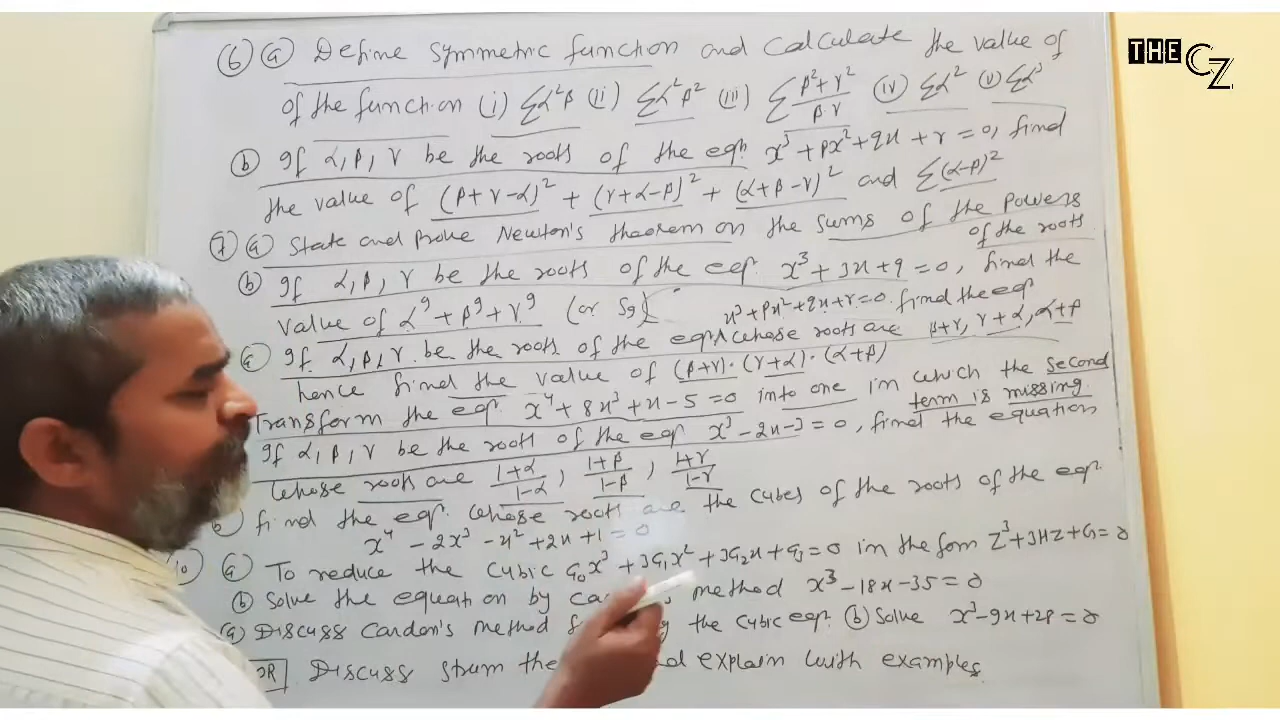 THE CZ
⑥ ⓐ Define symmetric function and calculate the value of
of the function (i) Σα²β (ii) Σα²β² (iii) Σ(β²+γ²)/(βγ) (iv) Σα² (v) Σα³
ⓑ If α, β, γ be the roots of the eqn. x³ + px² + qx + r = 0, find
the value of (β+γ-α)² + (γ+α-β)² + (α+β-γ)² and Σ(α-β)²
⑦ ⓐ State and Prove Newton's theorem on the sums of the Powers
of the roots
ⓑ If α, β, γ be the roots of the eqn. x³ + 3x + 9 = 0, find the
value of α⁹ + β⁹ + γ⁹ (or S₉)
x³ + px² + qx + r = 0. find the eqn
If α, β, γ be the roots of the eqn ∧ whose roots are β+γ, γ+α, α+β
hence find the value of (β+γ)·(γ+α)·(α+β)
Transform the eqn. x⁴ + 8x³ + x - 5 = 0 into one in which the second
term is missing
If α, β, γ be the roots of the eqn x³ - 2x - 3 = 0, find the equation
whose roots are (1+α)/(1-α), (1+β)/(1-β), (1+γ)/(1-γ)
find the eqn. whose roots are the cubes of the roots of the eqn.
x⁴ - 2x³ - x² + 2x + 1 = 0
10 ⓐ To reduce the cubic a₀x³ + 3a₁x² + 3a₂x + a₃ = 0 in the form Z³ + 3HZ + G = 0
ⓑ Solve the equation by method x³ - 18x - 35 = 0
ⓐ Discuss Cardon's method the cubic eqn. ⓑ Solve x³ - 9x + 28 = 0
OR Discuss strum explain with examples.